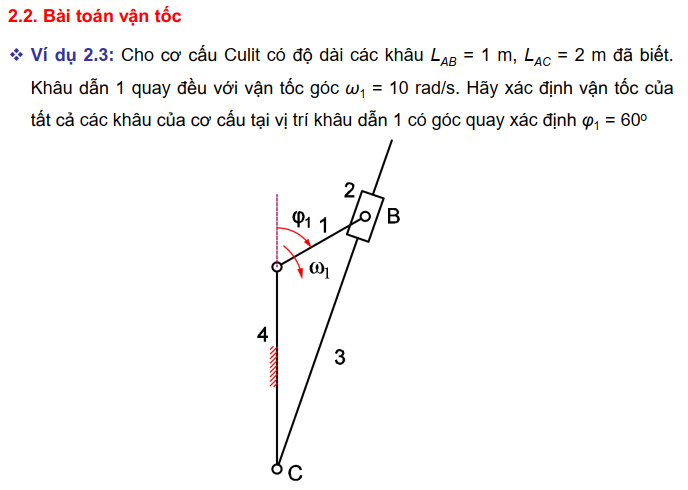 2.2. Bài toán vận tốc
❖ Ví dụ 2.3: Cho cơ cấu Culit có độ dài các khâu L_AB = 1 m, L_AC = 2 m đã biết.
Khâu dẫn 1 quay đều với vận tốc góc ω₁ = 10 rad/s. Hãy xác định vận tốc của
tất cả các khâu của cơ cấu tại vị trí khâu dẫn 1 có góc quay xác định φ₁ = 60º
2
φ₁ 1
B
ω₁
4
3
C